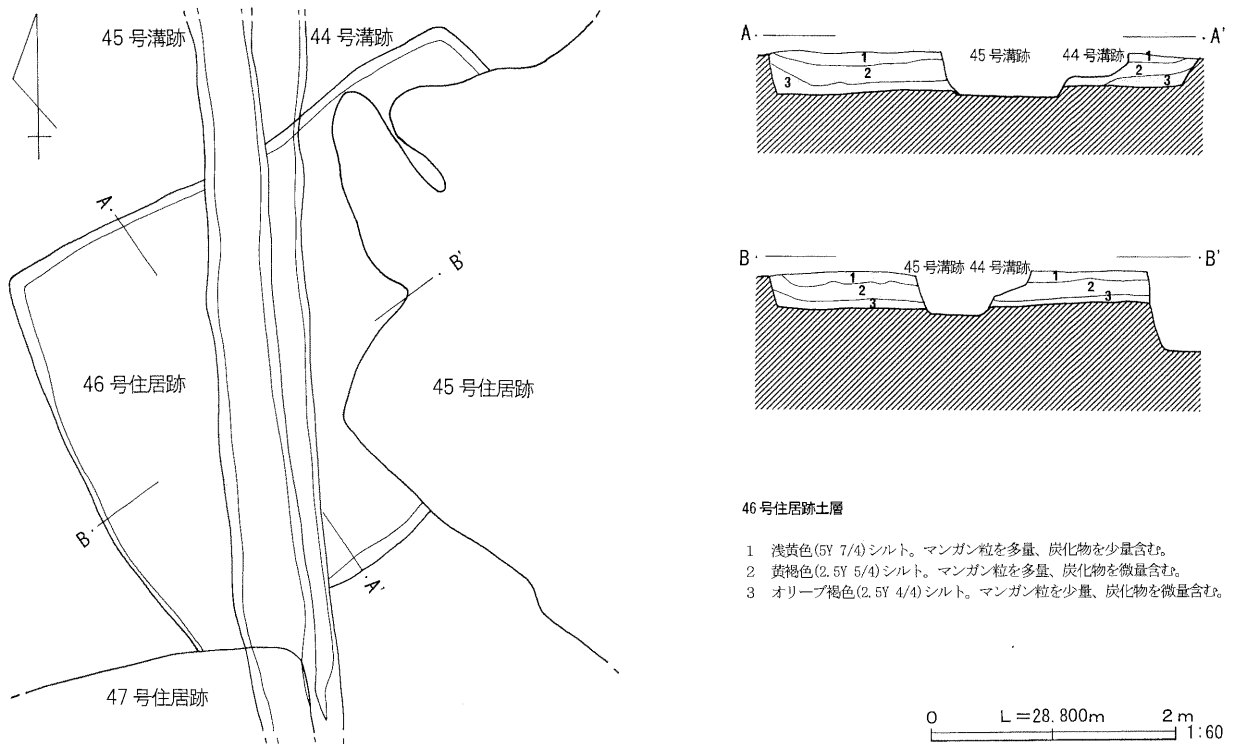 45号溝跡
44号溝跡
A
B'
46号住居跡
45号住居跡
B
A'
47号住居跡
A
A'
45号溝跡
44号溝跡
1
2
3
1
2
3
B
B'
45号溝跡 44号溝跡
1
2
3
1
2
3
46号住居跡土層
1 浅黄色(5Y 7/4)シルト。マンガン粒を多量、炭化物を少量含む。
2 黄褐色(2.5Y 5/4)シルト。マンガン粒を多量、炭化物を微量含む。
3 オリーブ褐色(2.5Y 4/4)シルト。マンガン粒を少量、炭化物を微量含む。
0 L=28.800m 2m
1:60